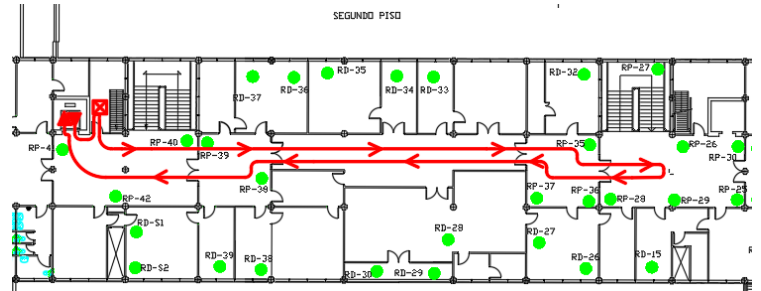 SEGUNDO PISO
RP-27
RD-35
RD-32
RD-36
RD-34
RD-33
RD-37
RP-40
RP-35
RP-26
RP-4
RP-39
RP-30
RP-38
RP-42
RP-37
RP-36
RP-28
RP-29
RP-25
RD-S1
RD-28
RD-27
RD-S2
RD-39
RD-38
RD-30
RD-29
RD-26
RD-15